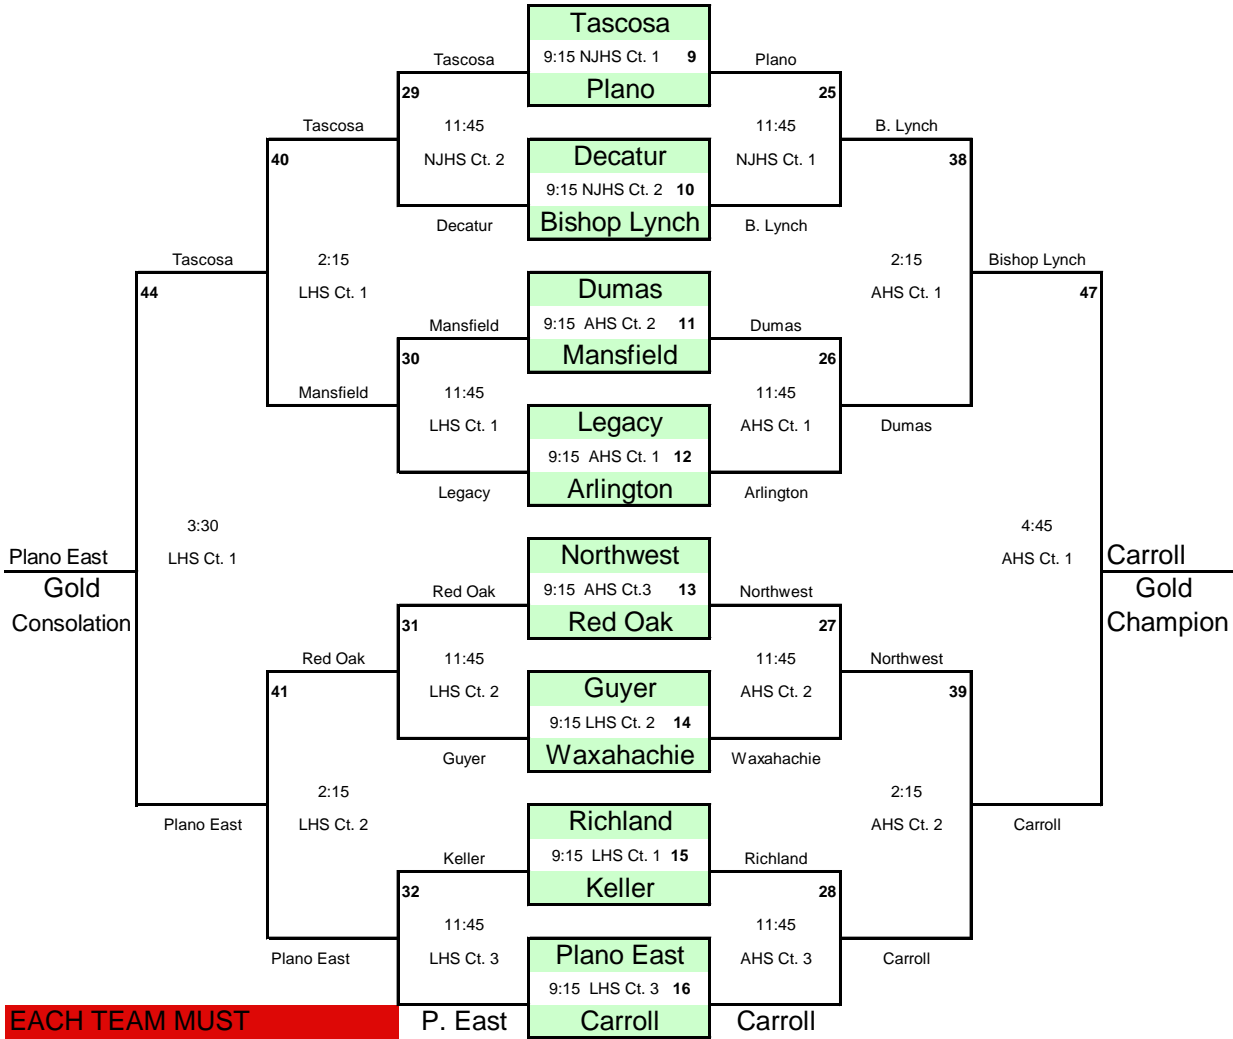 Tascosa
Tascosa
9:15 NJHS Ct. 1 9
Plano
29
Plano
25
Tascosa
11:45
11:45
B. Lynch
40
NJHS Ct. 2
Decatur
NJHS Ct. 1
38
9:15 NJHS Ct. 2 10
Decatur
Bishop Lynch
B. Lynch
Tascosa
2:15
2:15
Bishop Lynch
44
LHS Ct. 1
Dumas
AHS Ct. 1
47
Mansfield
9:15 AHS Ct. 2 11
Dumas
30
Mansfield
26
Mansfield
11:45
11:45
LHS Ct. 1
Legacy
AHS Ct. 1
Dumas
9:15 AHS Ct. 1 12
Legacy
Arlington
Arlington
3:30
4:45
Plano East
LHS Ct. 1
Northwest
AHS Ct. 1
Carroll
Gold
Red Oak
9:15 AHS Ct.3 13
Northwest
Gold
Consolation
31
Red Oak
27
Champion
Red Oak
11:45
11:45
Northwest
41
LHS Ct. 2
Guyer
AHS Ct. 2
39
9:15 LHS Ct. 2 14
Guyer
Waxahachie
Waxahachie
2:15
2:15
Plano East
LHS Ct. 2
Richland
AHS Ct. 2
Carroll
Keller
9:15 LHS Ct. 1 15
Richland
32
Keller
28
11:45
11:45
Plano East
LHS Ct. 3
Plano East
AHS Ct. 3
Carroll
9:15 LHS Ct. 3 16
EACH TEAM MUST
P. East
Carroll
Carroll